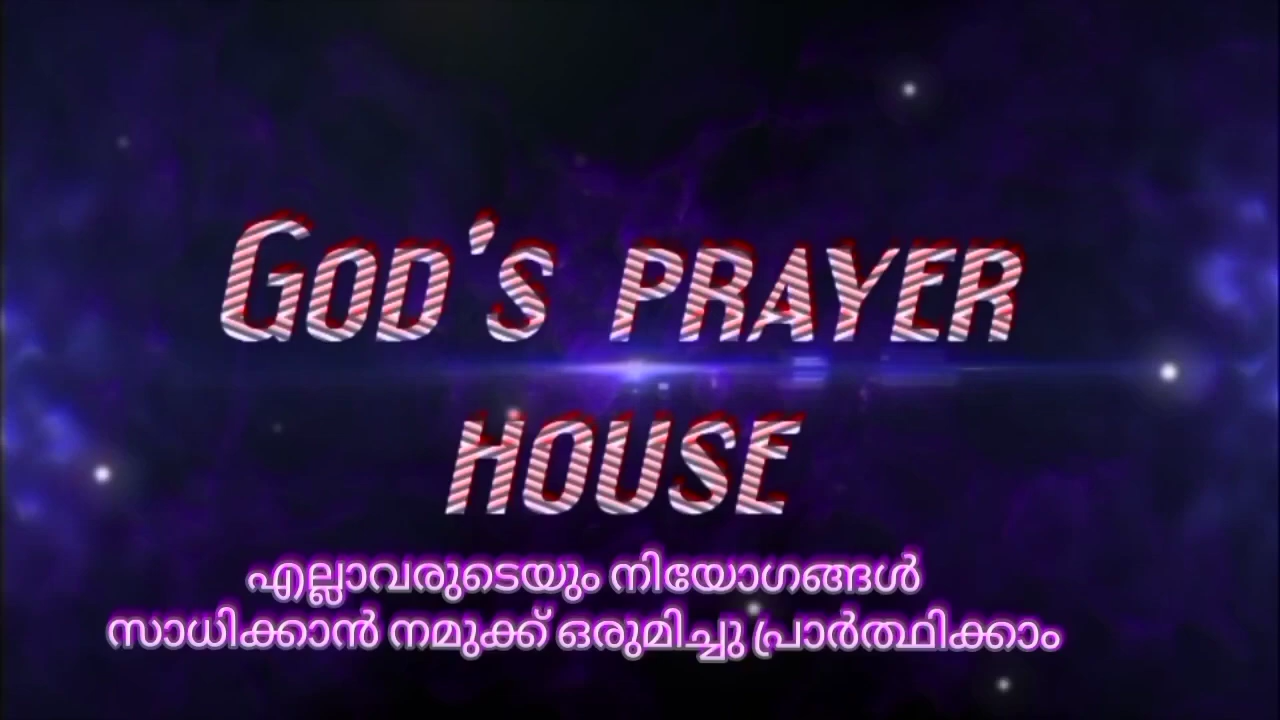 GOD'S PRAYER
HOUSE
എല്ലാവരുടെയും നിയോഗങ്ങൾ
സാധിക്കാൻ നമുക്ക് ഒരുമിച്ചു പ്രാർത്ഥിക്കാം